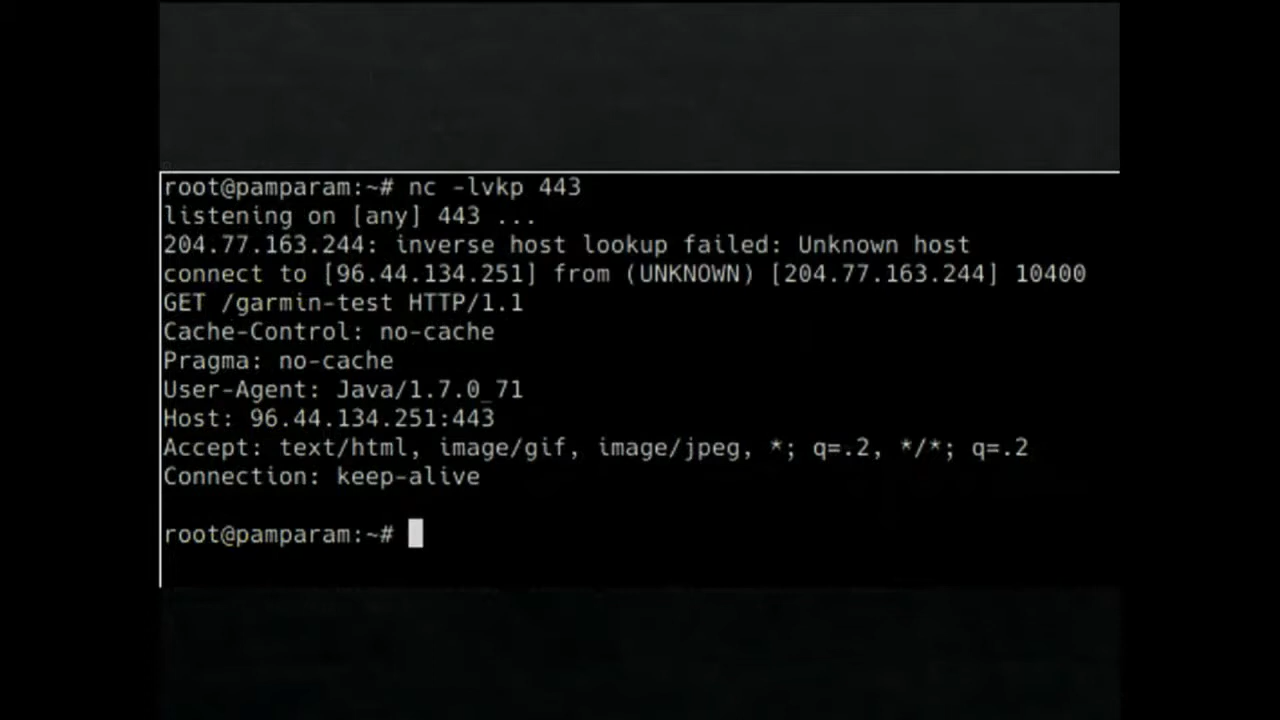 root@pamparam:~# nc -lvkp 443
listening on [any] 443 ...
204.77.163.244: inverse host lookup failed: Unknown host
connect to [96.44.134.251] from (UNKNOWN) [204.77.163.244] 10400
GET /garmin-test HTTP/1.1
Cache-Control: no-cache
Pragma: no-cache
User-Agent: Java/1.7.0_71
Host: 96.44.134.251:443
Accept: text/html, image/gif, image/jpeg, *; q=.2, */*; q=.2
Connection: keep-alive
root@pamparam:~#